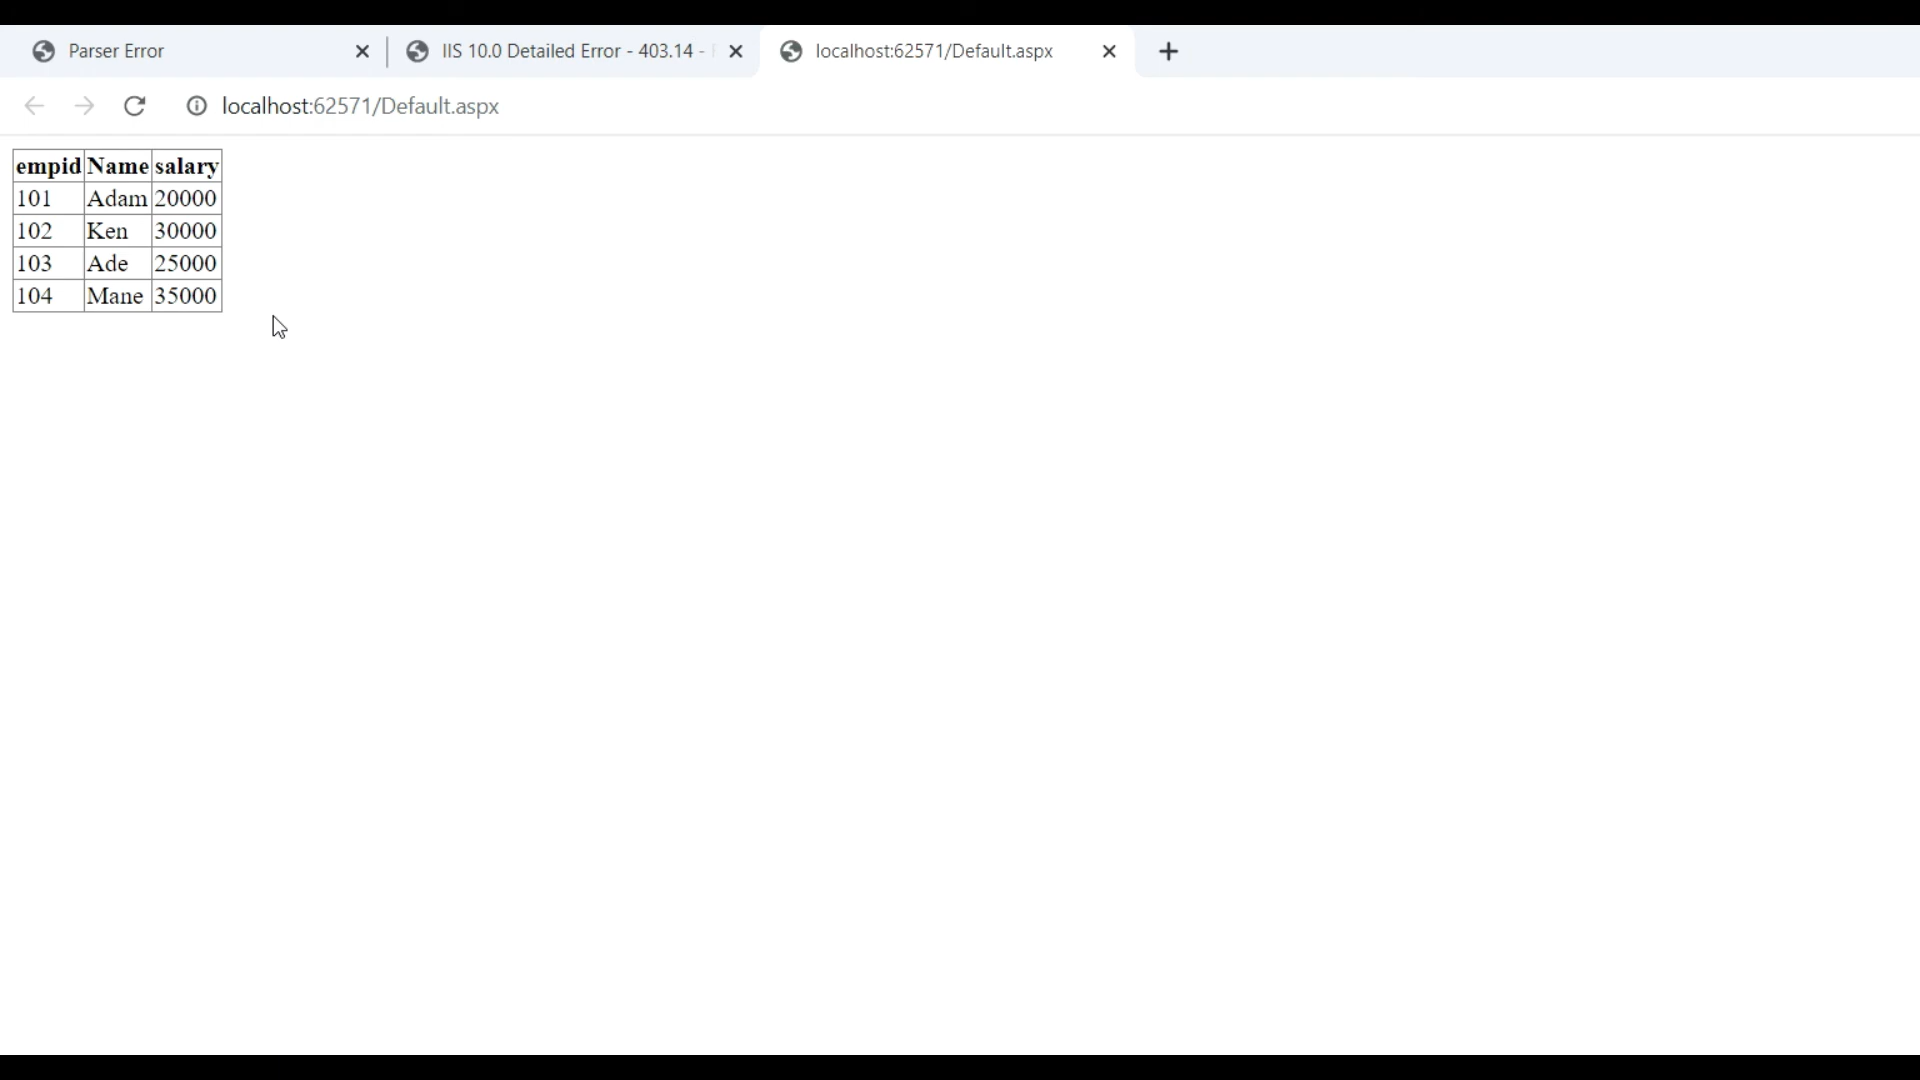 Parser Error
IIS 10.0 Detailed Error - 403.14 -
localhost:62571/Default.aspx
localhost:62571/Default.aspx
empid Name salary
101 Adam 20000
102 Ken 30000
103 Ade 25000
104 Mane 35000